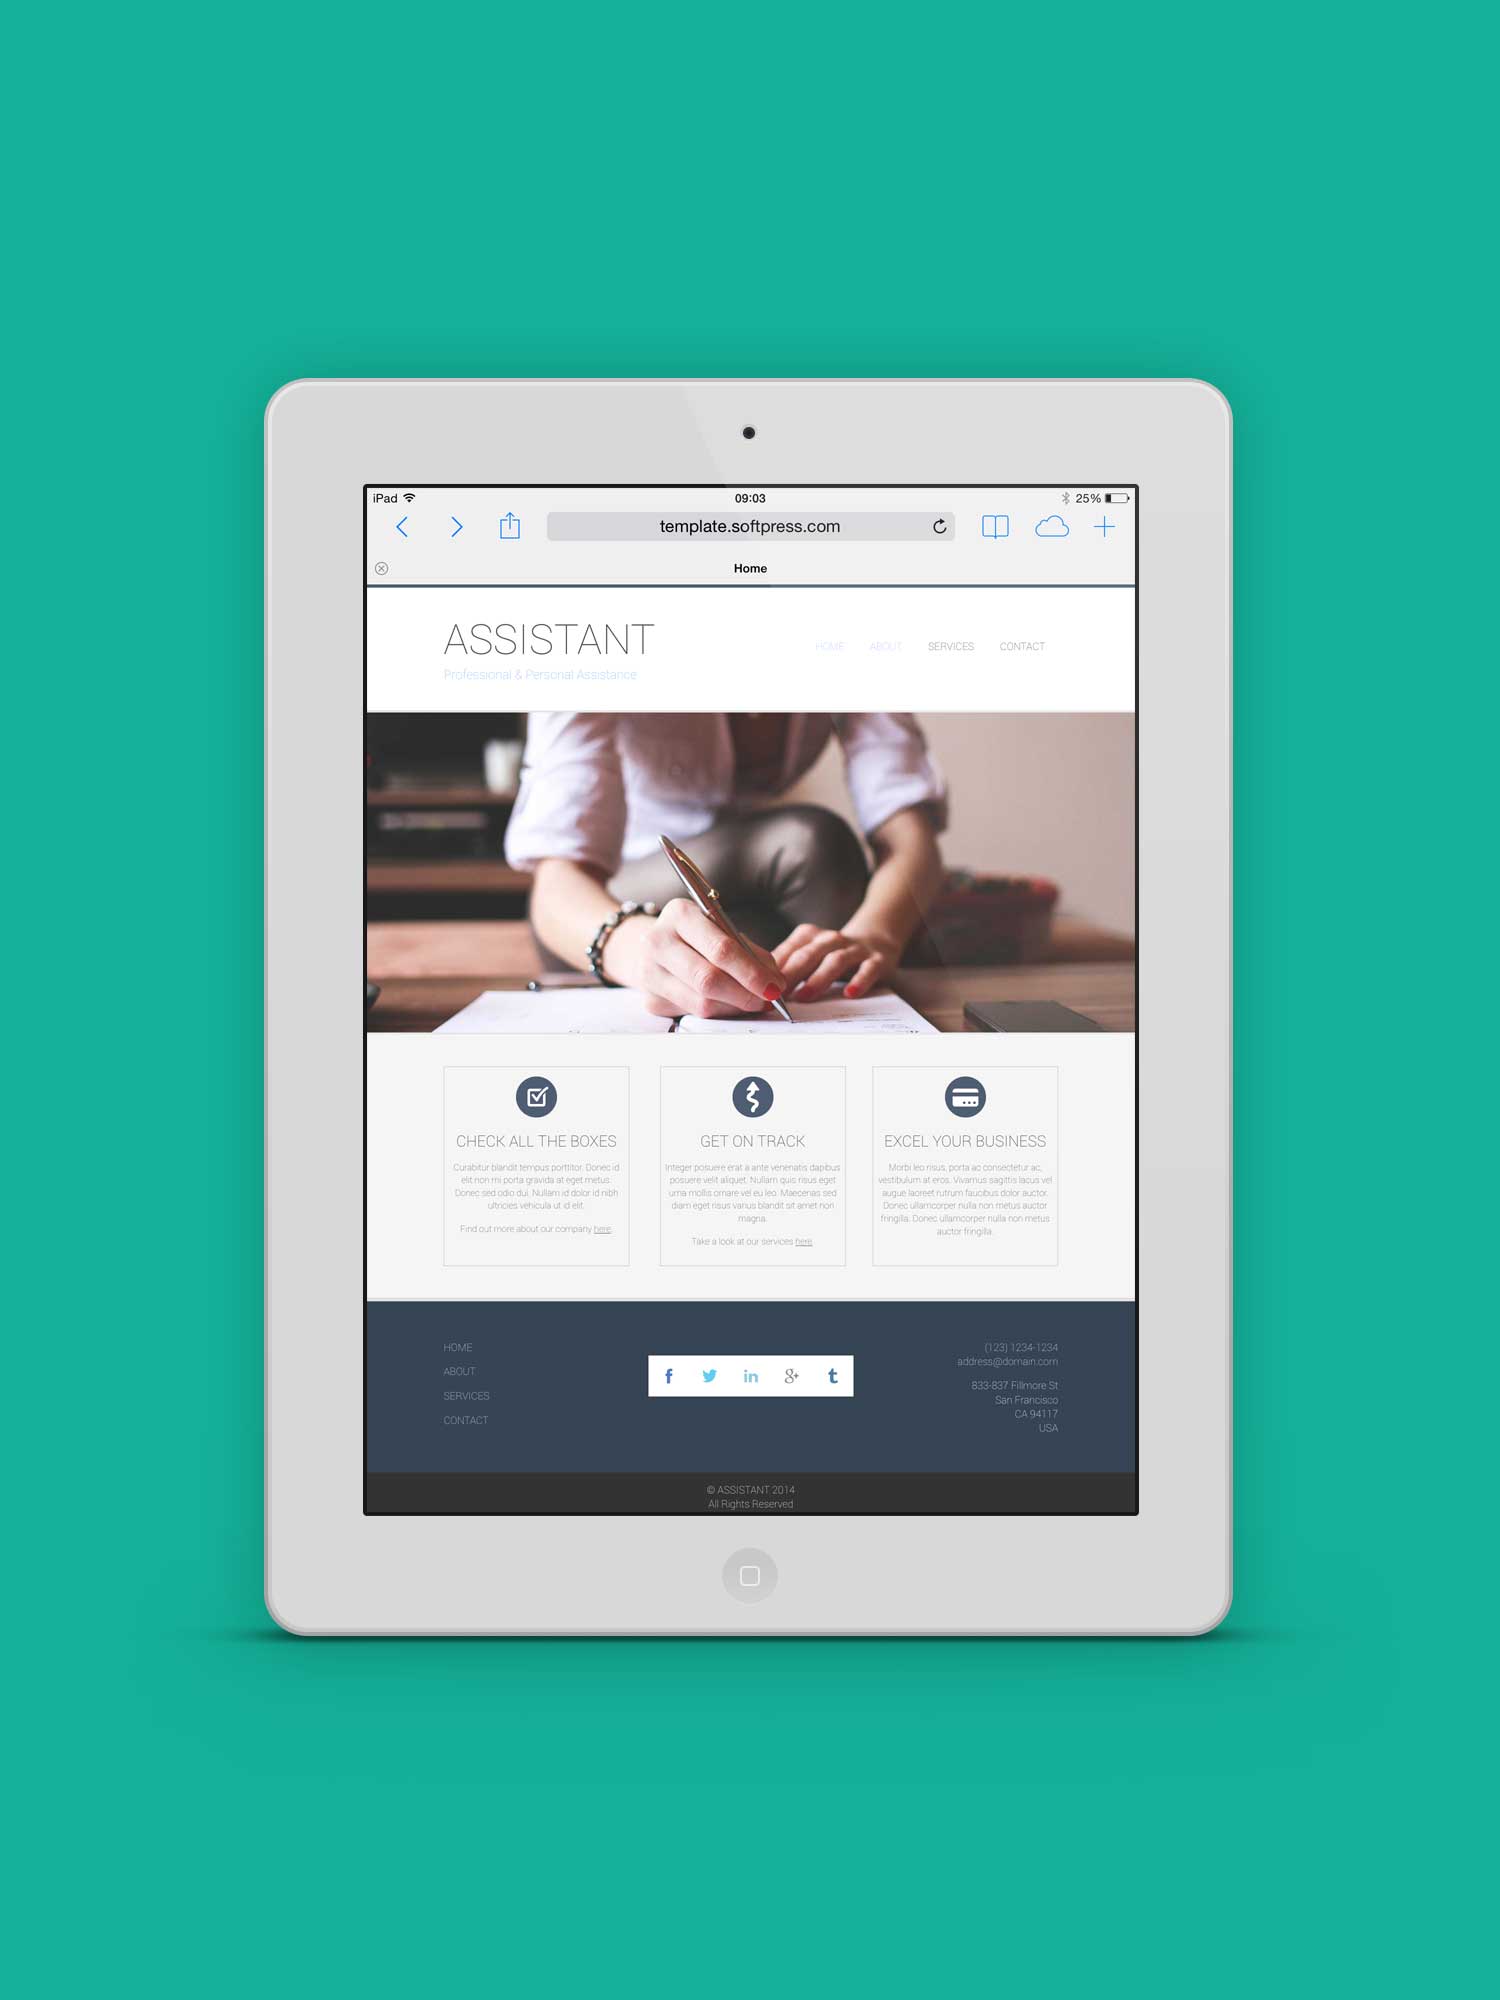 iPad 09:03 25%
template.softpress.com
Home
ASSISTANT
Professional & Personal Assistance
HOME ABOUT SERVICES CONTACT
CHECK ALL THE BOXES
Curabitur blandit tempus porttitor. Donec id
elit non mi porta gravida at eget metus.
Donec sed odio dui. Nullam id dolor id nibh
ultricies vehicula ut id elit.
Find out more about our company here.
GET ON TRACK
Integer posuere erat a ante venenatis dapibus
posuere velit aliquet. Nullam quis risus eget
urna mollis ornare vel eu leo. Maecenas sed
diam eget risus varius blandit sit amet non
magna.
Take a look at our services here
EXCEL YOUR BUSINESS
Morbi leo risus, porta ac consectetur ac,
vestibulum at eros. Vivamus sagittis lacus vel
augue laoreet rutrum faucibus dolor auctor.
Donec ullamcorper nulla non metus auctor
fringilla. Donec ullamcorper nulla non metus
auctor fringilla.
HOME
ABOUT
SERVICES
CONTACT
f in g+ t
(123) 1234-1234
address@domain.com
833-837 Fillmore St
San Francisco
CA 94117
USA
© ASSISTANT 2014
All Rights Reserved